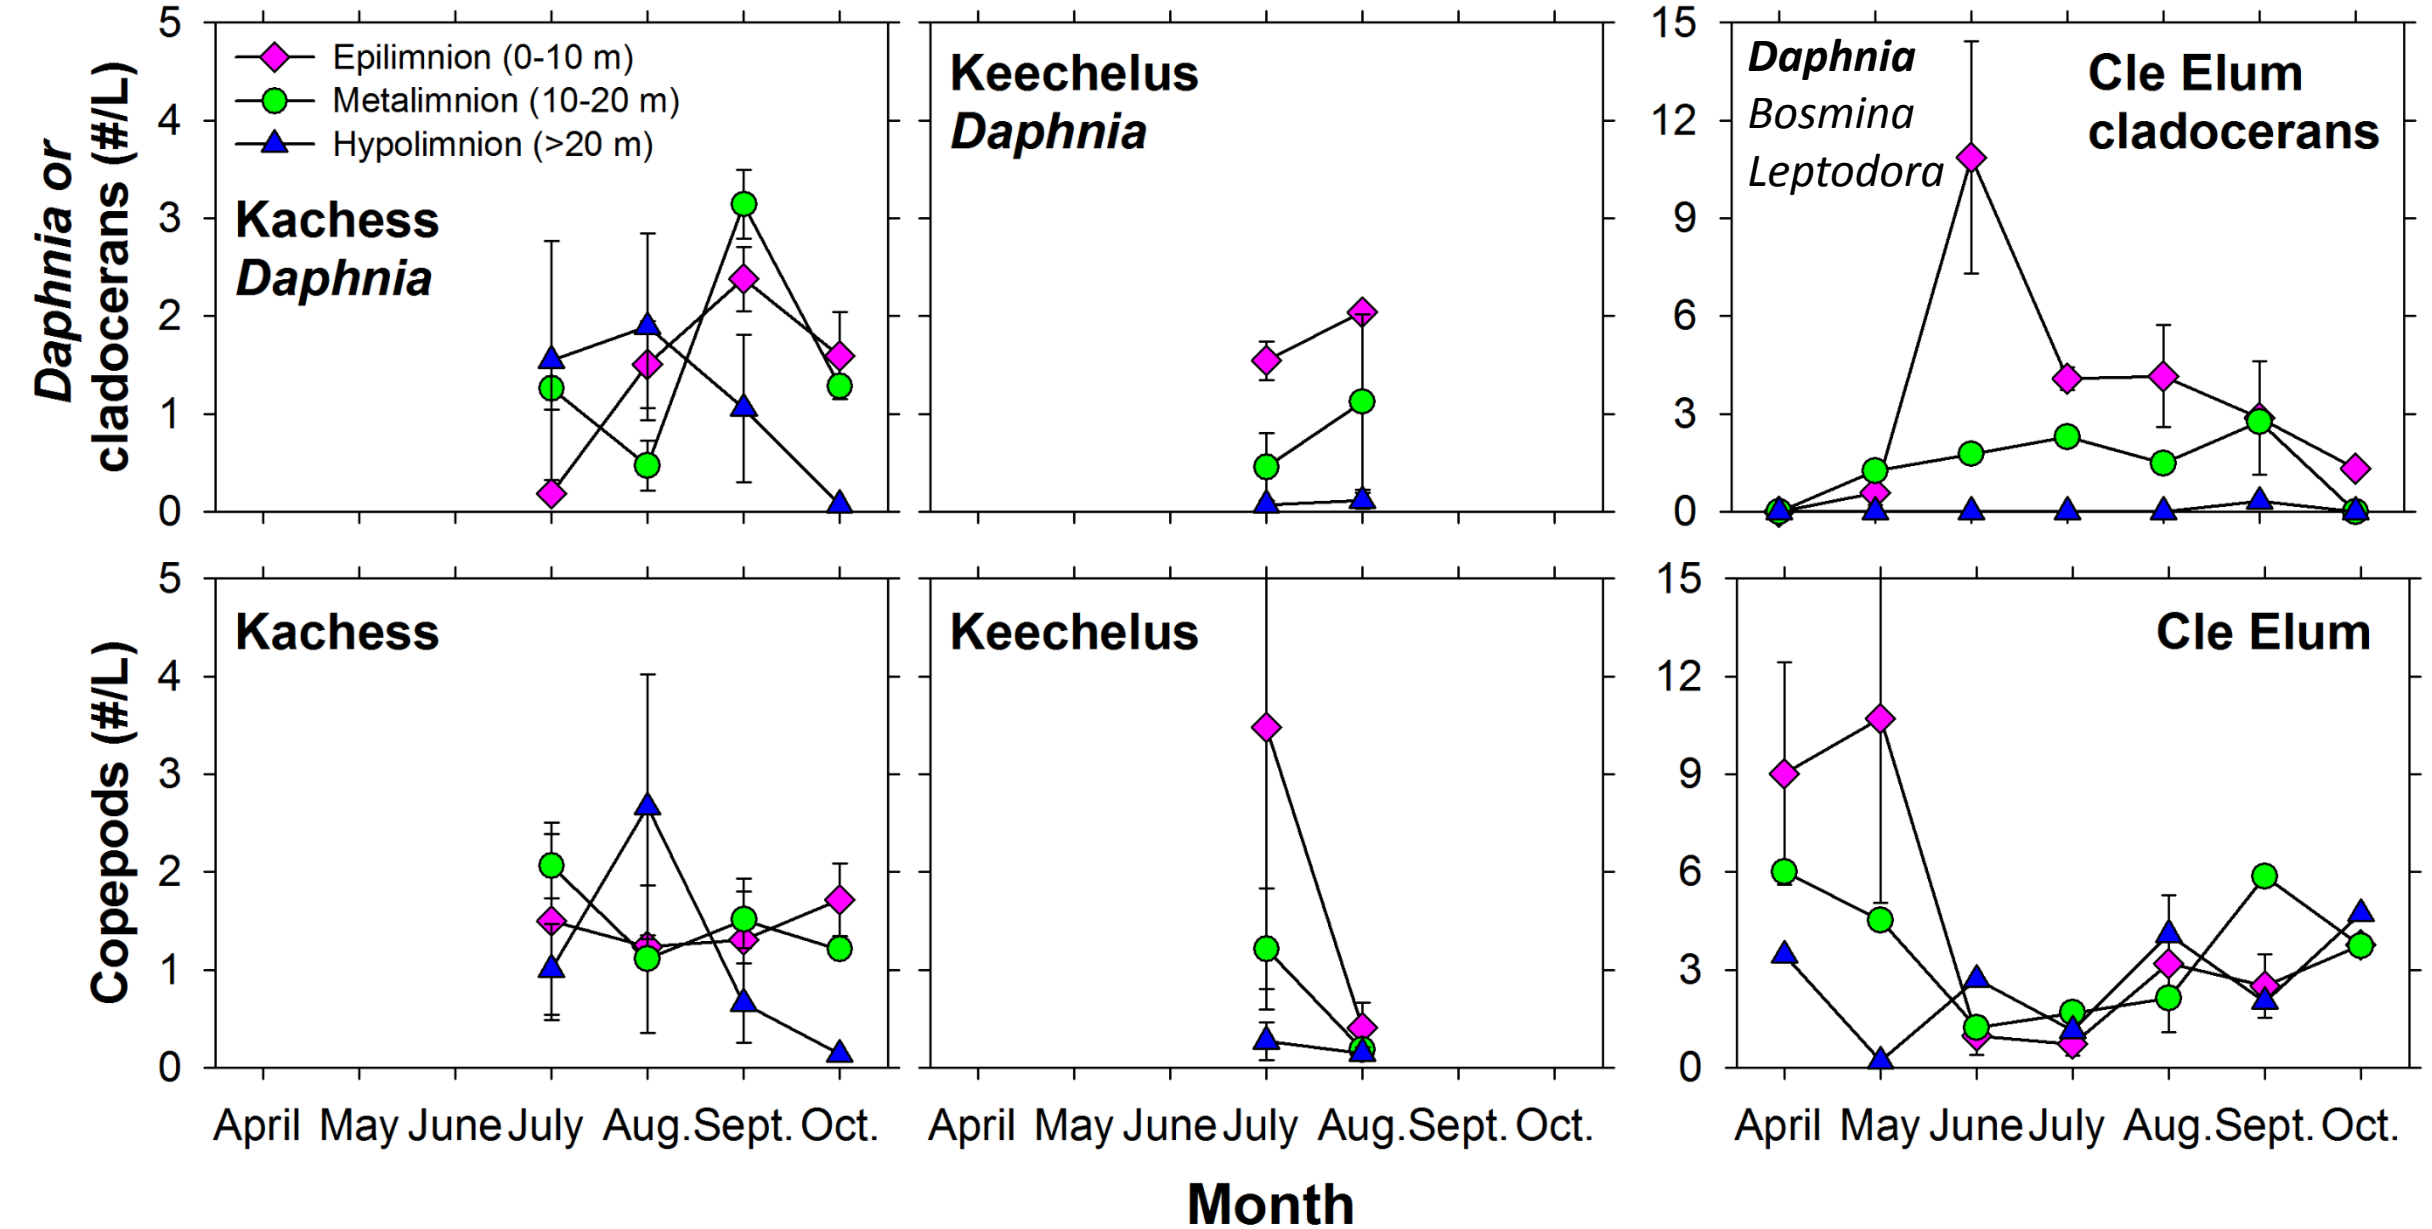 Daphnia or
cladocerans (#/L)
5
4
3
2
1
0
Epilimnion (0-10 m)
Metalimnion (10-20 m)
Hypolimnion (>20 m)
Kachess
Daphnia
Keechelus
Daphnia
15
12
9
6
3
0
Daphnia
Bosmina
Leptodora
Cle Elum
cladocerans
Copepods (#/L)
5
4
3
2
1
0
Kachess
Keechelus
15
12
9
6
3
0
Cle Elum
April May June July Aug. Sept. Oct.
April May June July Aug. Sept. Oct.
April May June July Aug. Sept. Oct.
Month